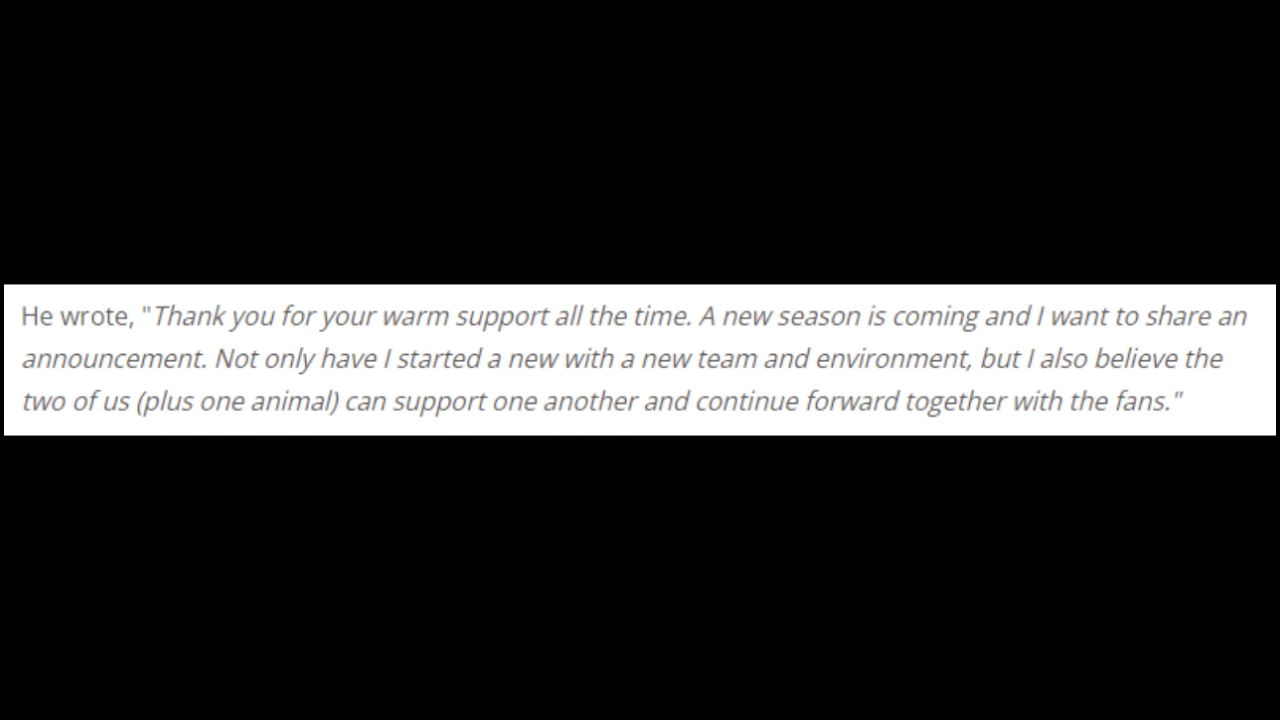 He wrote, "Thank you for your warm support all the time. A new season is coming and I want to share an
announcement. Not only have I started a new with a new team and environment, but I also believe the
two of us (plus one animal) can support one another and continue forward together with the fans."